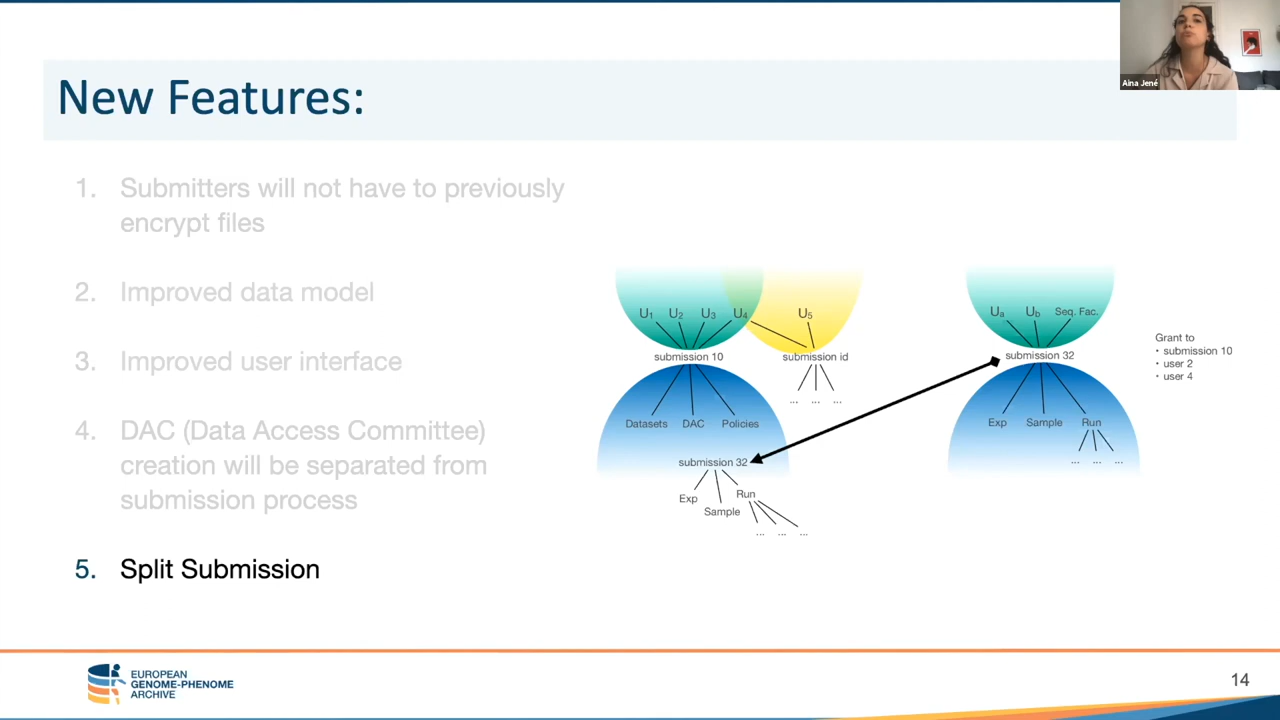 Aina Jené
New Features:
1. Submitters will not have to previously
encrypt files
2. Improved data model
3. Improved user interface
4. DAC (Data Access Committee)
creation will be separated from
submission process
5. Split Submission
U1 U2 U3 U4 U5
submission 10 submission id
... ... ...
Datasets DAC Policies
submission 32
Exp Sample Run
... ... ...
Ua Ub Seq. Fac.
submission 32
Exp Sample Run
... ... ...
Grant to
• submission 10
• user 2
• user 4
EUROPEAN
GENOME-PHENOME
ARCHIVE
14